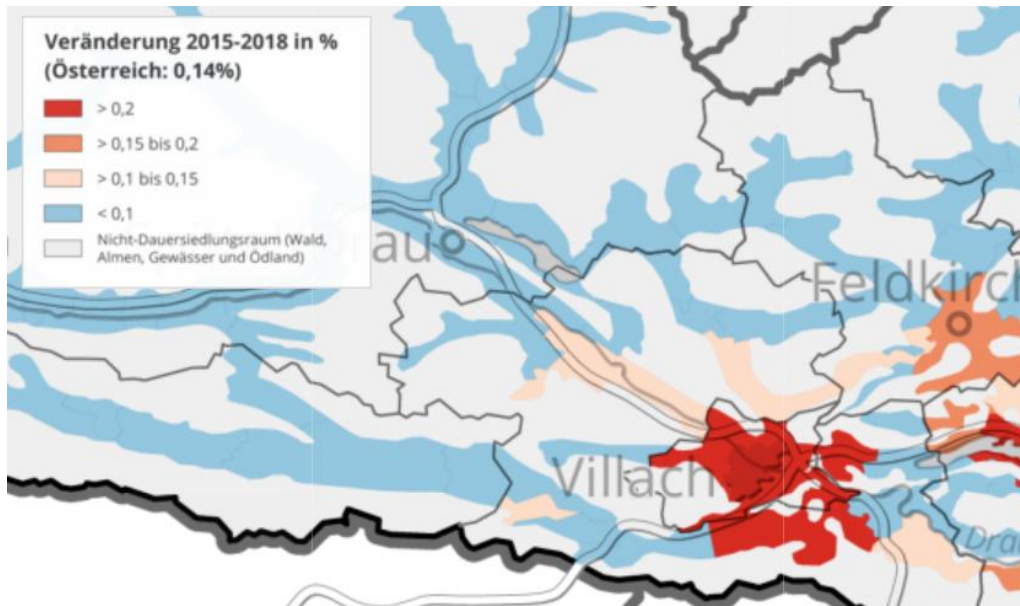 Veränderung 2015-2018 in %
(Österreich: 0,14%)
> 0,2
> 0,15 bis 0,2
> 0,1 bis 0,15
< 0,1
Nicht-Dauersiedlungsraum (Wald,
Almen, Gewässer und Ödland)
Drau
Feldkirch
Villach
Drau